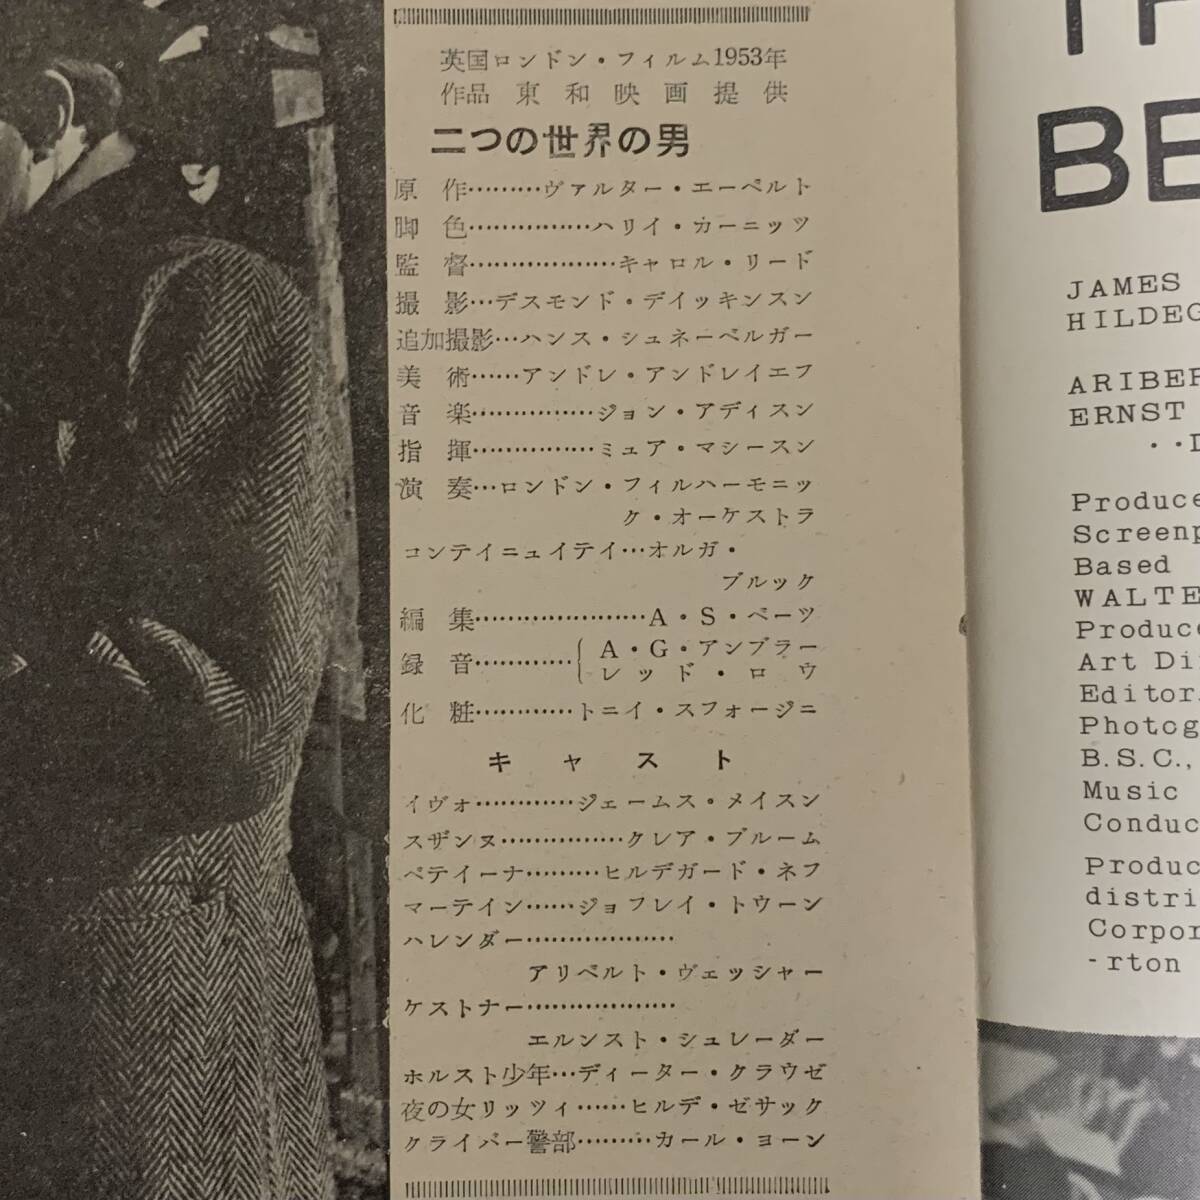 英国ロンドン・フィルム1953年
作品 東和映画提供
二つの世界の男
原作………ヴァルター・エーベルト
脚色……………ハリイ・カーニッツ
監督………………キャロル・リード
撮影…デスモンド・デイッキンスン
追加撮影…ハンス・シュネーベルガー
美術……アンドレ・アンドレイエフ
音楽……………ジョン・アディスン
指揮……………ミュア・マシースン
演奏…ロンドン・フィルハーモニッ
ク・オーケストラ
コンテイニュイテイ…オルガ・
ブルック
編集…………………A・S・ベーツ
録音…………A・G・アンブラー
レッド・ロウ
化粧…………トニイ・スフォージニ
キャスト
イヴォ…………ジェームス・メイスン
スザンヌ……………クレア・ブルーム
ベテイーナ………ヒルデガード・ネフ
マーテイン……ジョフレイ・トウーン
ハレンダー………………
アリベルト・ヴェッシャー
ケストナー………………
エルンスト・シュレーダー
ホルスト少年…ディーター・クラウゼ
夜の女リッツィ……ヒルデ・ゼサック
クライバー警部………カール・ヨーン
TH
BE
JAMES
HILDEG
ARIBER
ERNST
Produce
Screenp
Based
WALTE
Produce
Art Di
Editor
Photog
B.S.C.,
Music
Conduc
Produc
distri
Corpor
-rton